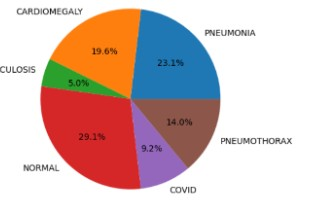 CARDIOMEGALY
PNEUMONIA
19.6%
23.1%
CULOSIS
5.0%
14.0%
29.1%
9.2%
PNEUMOTHORAX
NORMAL
COVID